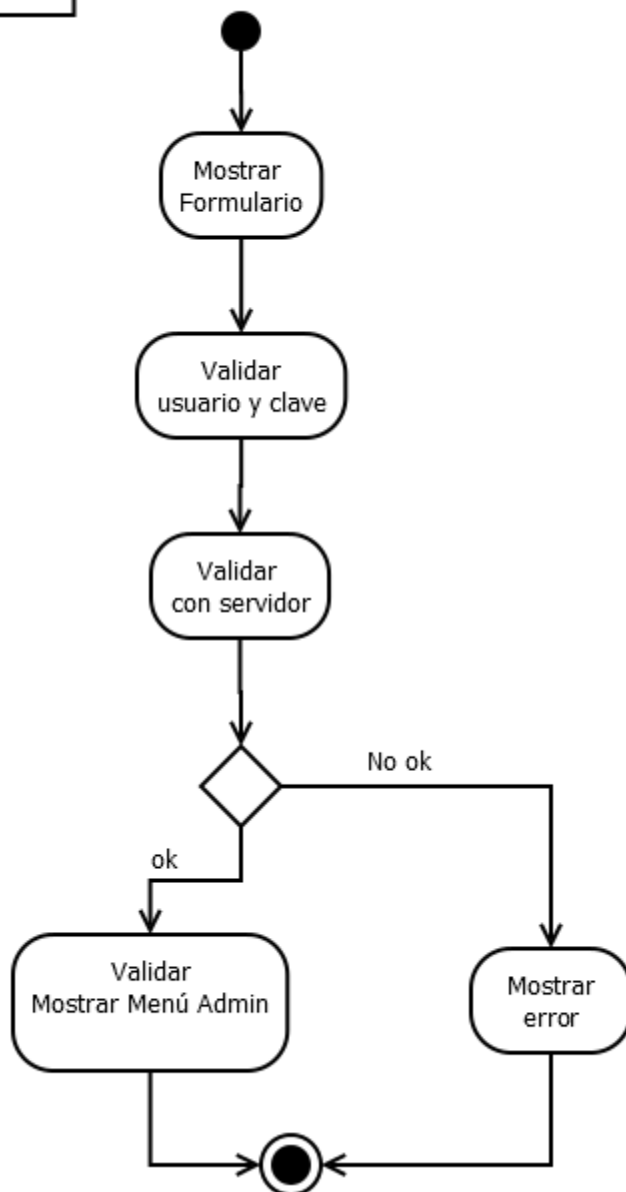 Mostrar
Formulario
Validar
usuario y clave
Validar
con servidor
No ok
ok
Validar
Mostrar Menú Admin
Mostrar
error